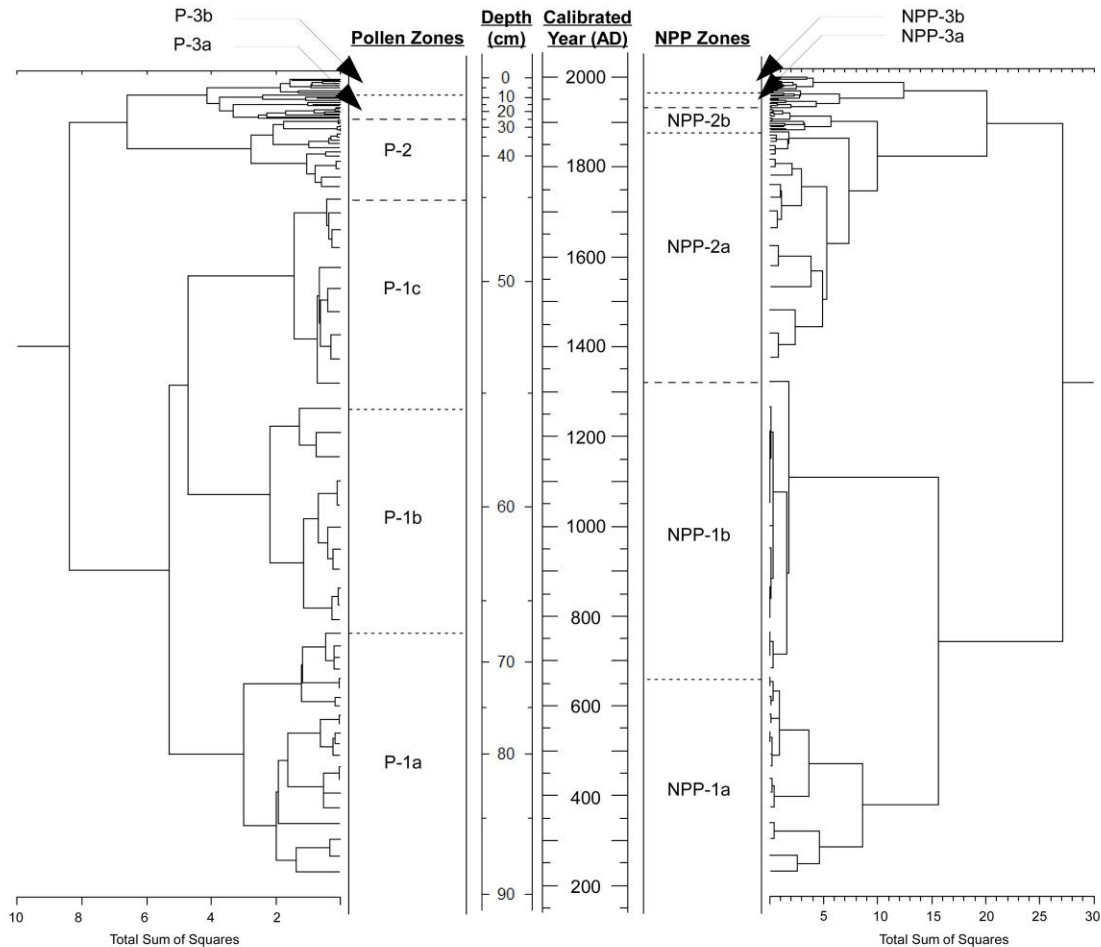 P-3b
P-3a
Pollen Zones
Depth
(cm)
Calibrated
Year (AD)
NPP Zones
NPP-3b
NPP-3a
P-2
P-1c
P-1b
P-1a
0
10
20
30
40
50
60
70
80
90
2000
1800
1600
1400
1200
1000
800
600
400
200
NPP-2b
NPP-2a
NPP-1b
NPP-1a
10 8 6 4 2
Total Sum of Squares
5 10 15 20 25 30
Total Sum of Squares